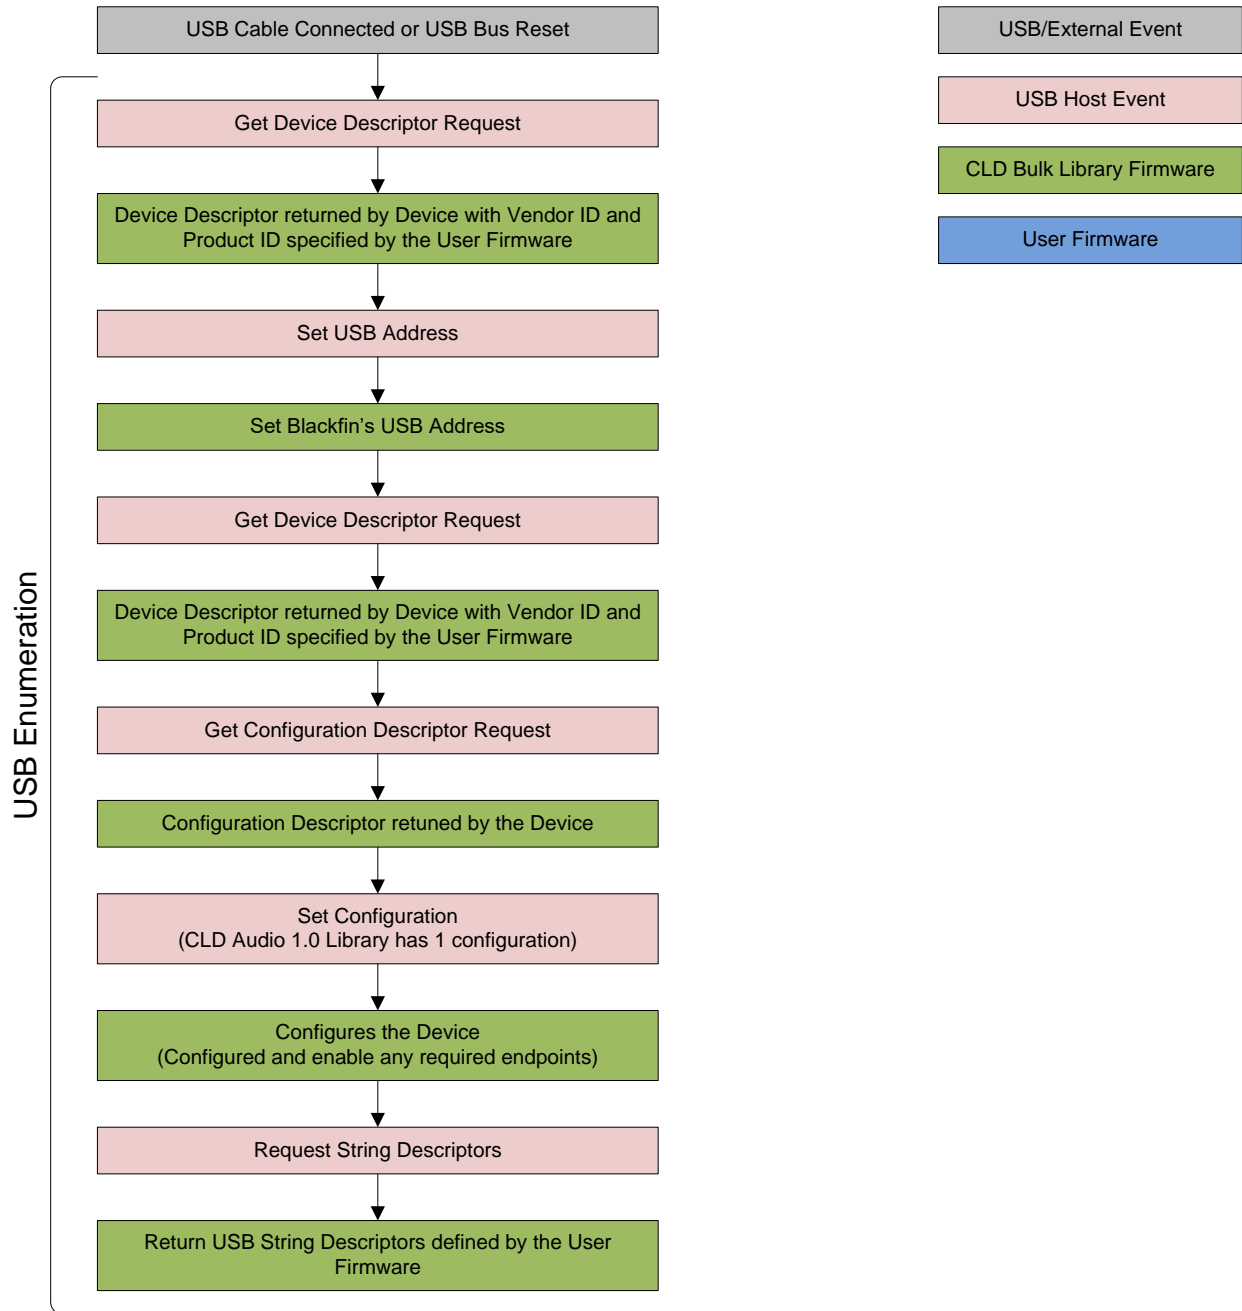 USB Cable Connected or USB Bus Reset
Get Device Descriptor Request
Device Descriptor returned by Device with Vendor ID and
Product ID specified by the User Firmware
Set USB Address
Set Blackfin's USB Address
Get Device Descriptor Request
Device Descriptor returned by Device with Vendor ID and
Product ID specified by the User Firmware
Get Configuration Descriptor Request
Configuration Descriptor retuned by the Device
Set Configuration
(CLD Audio 1.0 Library has 1 configuration)
Configures the Device
(Configured and enable any required endpoints)
Request String Descriptors
Return USB String Descriptors defined by the User
Firmware
USB Enumeration
USB/External Event
USB Host Event
CLD Bulk Library Firmware
User Firmware